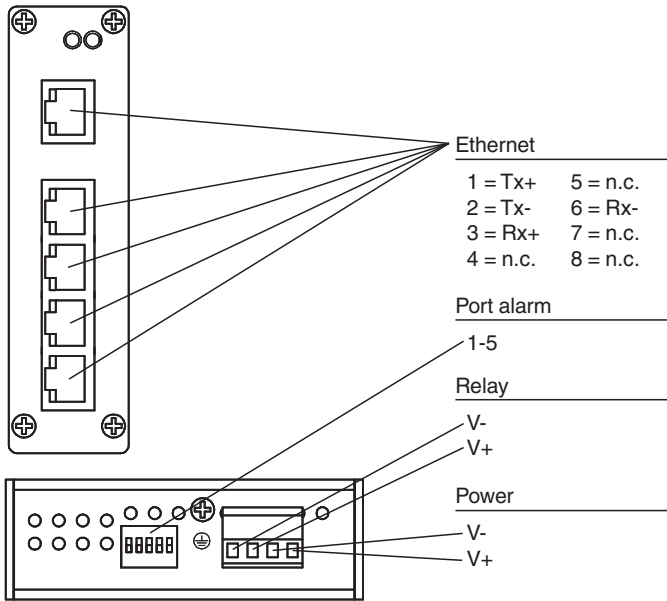 Ethernet
1 = Tx+ 5 = n.c.
2 = Tx- 6 = Rx-
3 = Rx+ 7 = n.c.
4 = n.c. 8 = n.c.
Port alarm
1-5
Relay
V-
V+
Power
V-
V+